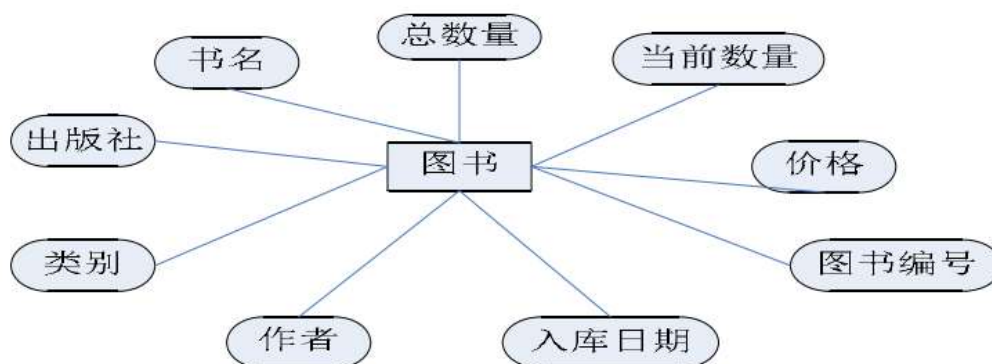 总数量
书名
当前数量
出版社
图书
价格
类别
图书编号
作者
入库日期